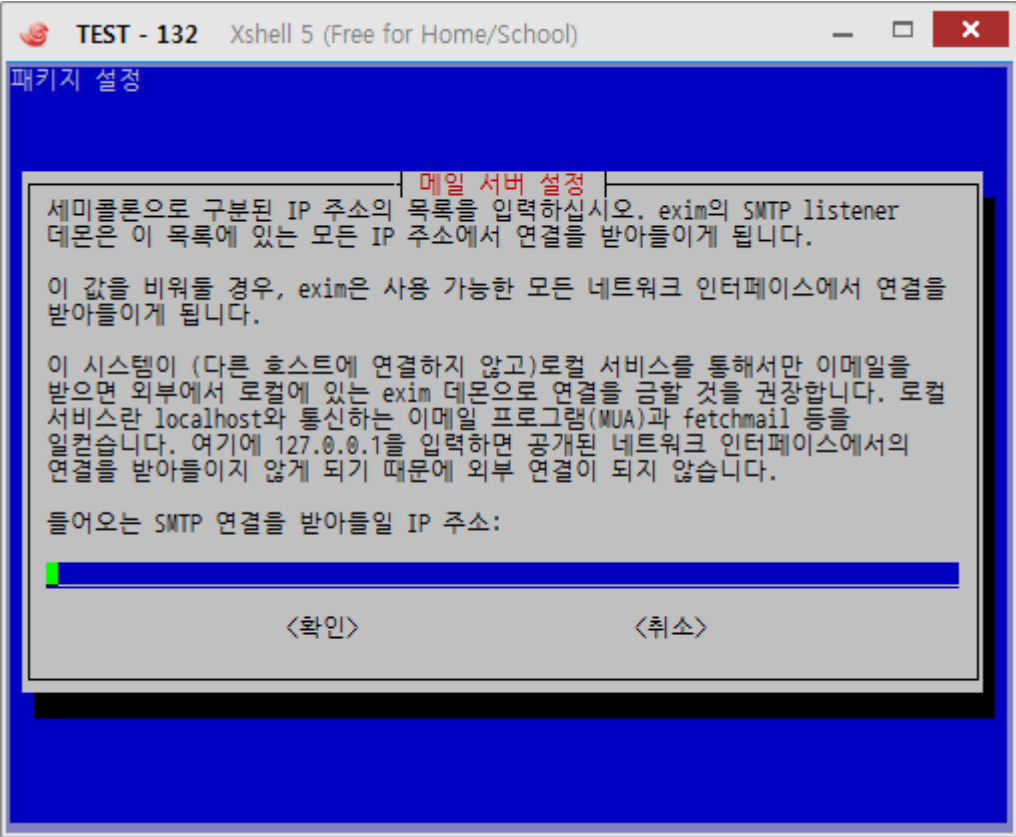 TEST - 132 Xshell 5 (Free for Home/School)
패키지 설정
메일 서버 설정
세미콜론으로 구분된 IP 주소의 목록을 입력하십시오. exim의 SMTP listener
데몬은 이 목록에 있는 모든 IP 주소에서 연결을 받아들이게 됩니다.
이 값을 비워둘 경우, exim은 사용 가능한 모든 네트워크 인터페이스에서 연결을
받아들이게 됩니다.
이 시스템이 (다른 호스트에 연결하지 않고)로컬 서비스를 통해서만 이메일을
받으면 외부에서 로컬에 있는 exim 데몬으로 연결을 금할 것을 권장합니다. 로컬
서비스란 localhost와 통신하는 이메일 프로그램(MUA)과 fetchmail 등을
일컫습니다. 여기에 127.0.0.1을 입력하면 공개된 네트워크 인터페이스에서의
연결을 받아들이지 않게 되기 때문에 외부 연결이 되지 않습니다.
들어오는 SMTP 연결을 받아들일 IP 주소:
<확인> <취소>